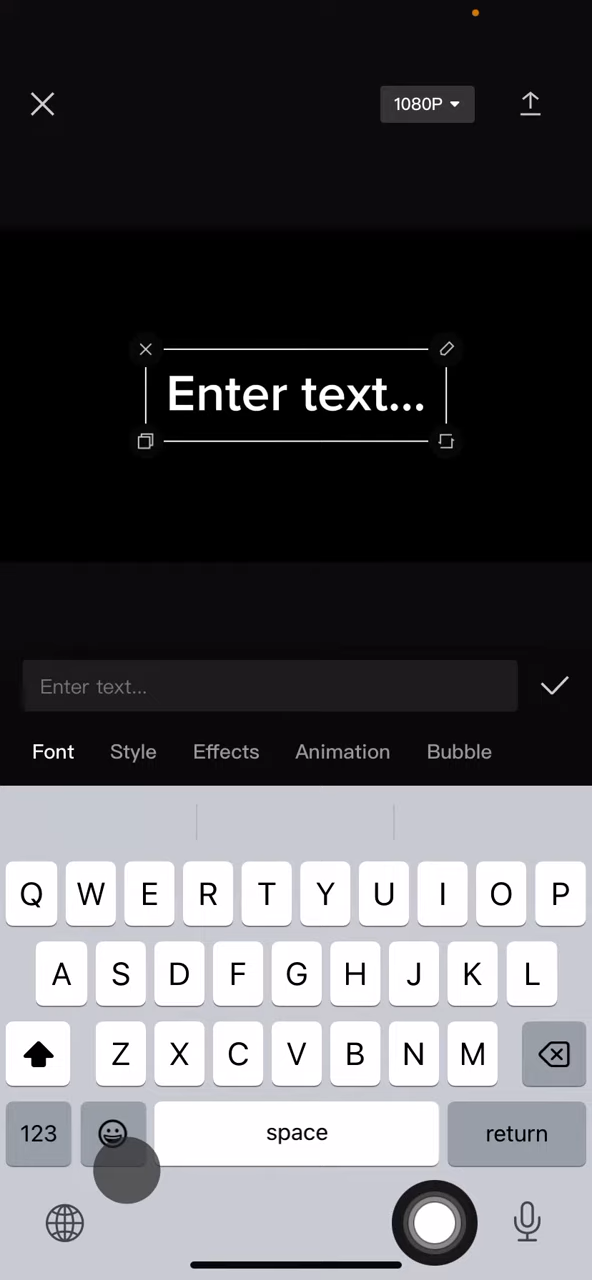 1080P
Enter text...
Enter text...
Font Style Effects Animation Bubble
Q W E R T Y U I O P
A S D F G H J K L
Z X C V B N M
123 space return